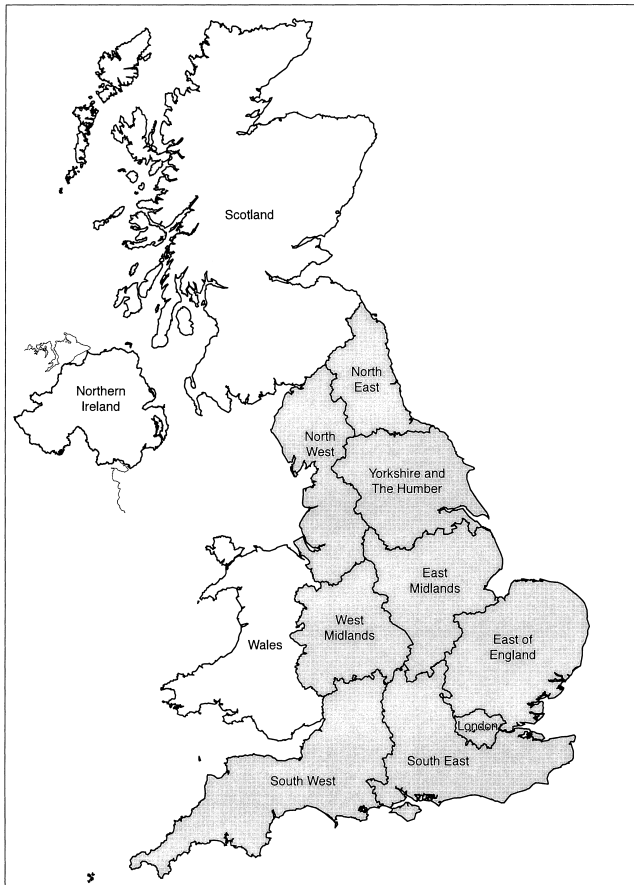 Scotland
Northern
Ireland
North
East
North
West
Yorkshire and
The Humber
East
Midlands
West
Midlands
East of
England
Wales
London
South East
South West